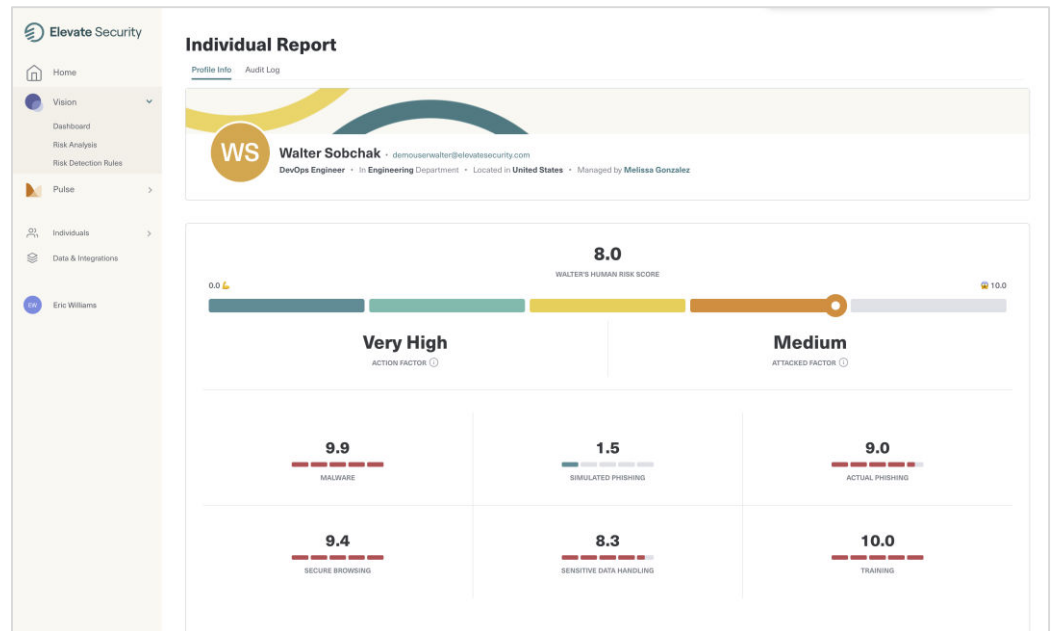 Elevate Security
Home
Vision
Dashboard
Risk Analysis
Risk Detection Rules
Pulse
Individuals
Data & Integrations
EW Eric Williams
Individual Report
Profile Info Audit Log
WS
Walter Sobchak · demouserwalter@elevatesecurity.com
DevOps Engineer • In Engineering Department • Located in United States • Managed by Melissa Gonzalez
8.0
WALTER'S HUMAN RISK SCORE
0.0 💪 😱 10.0
Very High Medium
ACTION FACTOR ⓘ ATTACKED FACTOR ⓘ
9.9 1.5 9.0
MALWARE SIMULATED PHISHING ACTUAL PHISHING
9.4 8.3 10.0
SECURE BROWSING SENSITIVE DATA HANDLING TRAINING